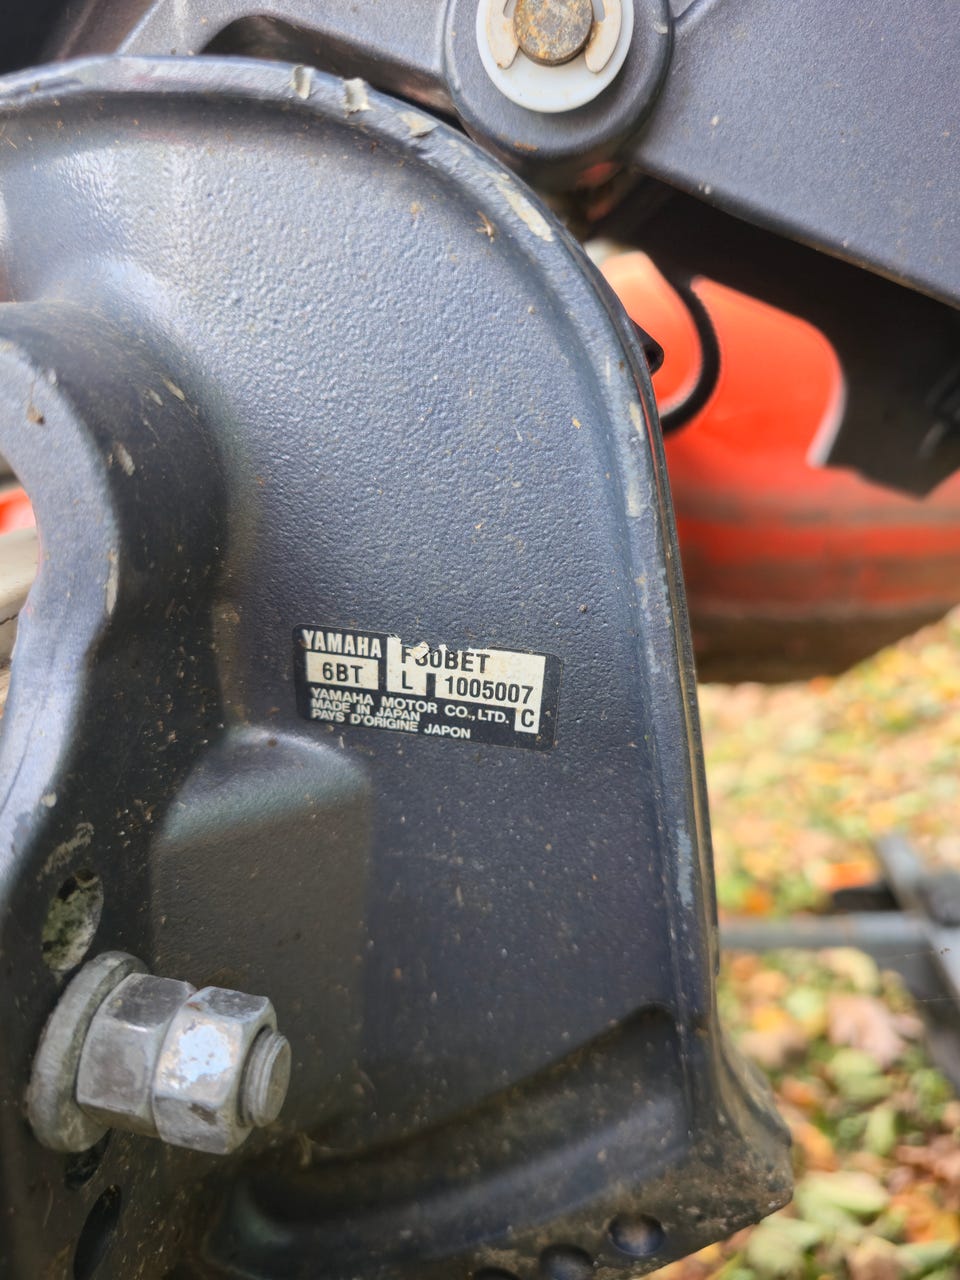 YAMAHA F30BET
6BT L 1005007
YAMAHA MOTOR CO., LTD. C
MADE IN JAPAN
PAYS D'ORIGINE JAPON